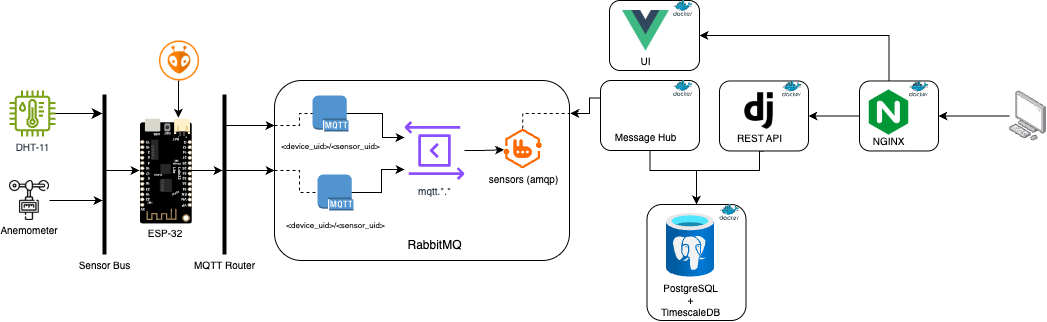 DHT-11
Anemometer
Sensor Bus
ESP-32
MQTT Router
MQTT
<device_uid>/<sensor_uid>
MQTT
<device_uid>/<sensor_uid>
mqtt.*.*
sensors (amqp)
RabbitMQ
docker
UI
docker
Message Hub
docker
dj
REST API
docker
N
NGINX
docker
PostgreSQL
+
TimescaleDB